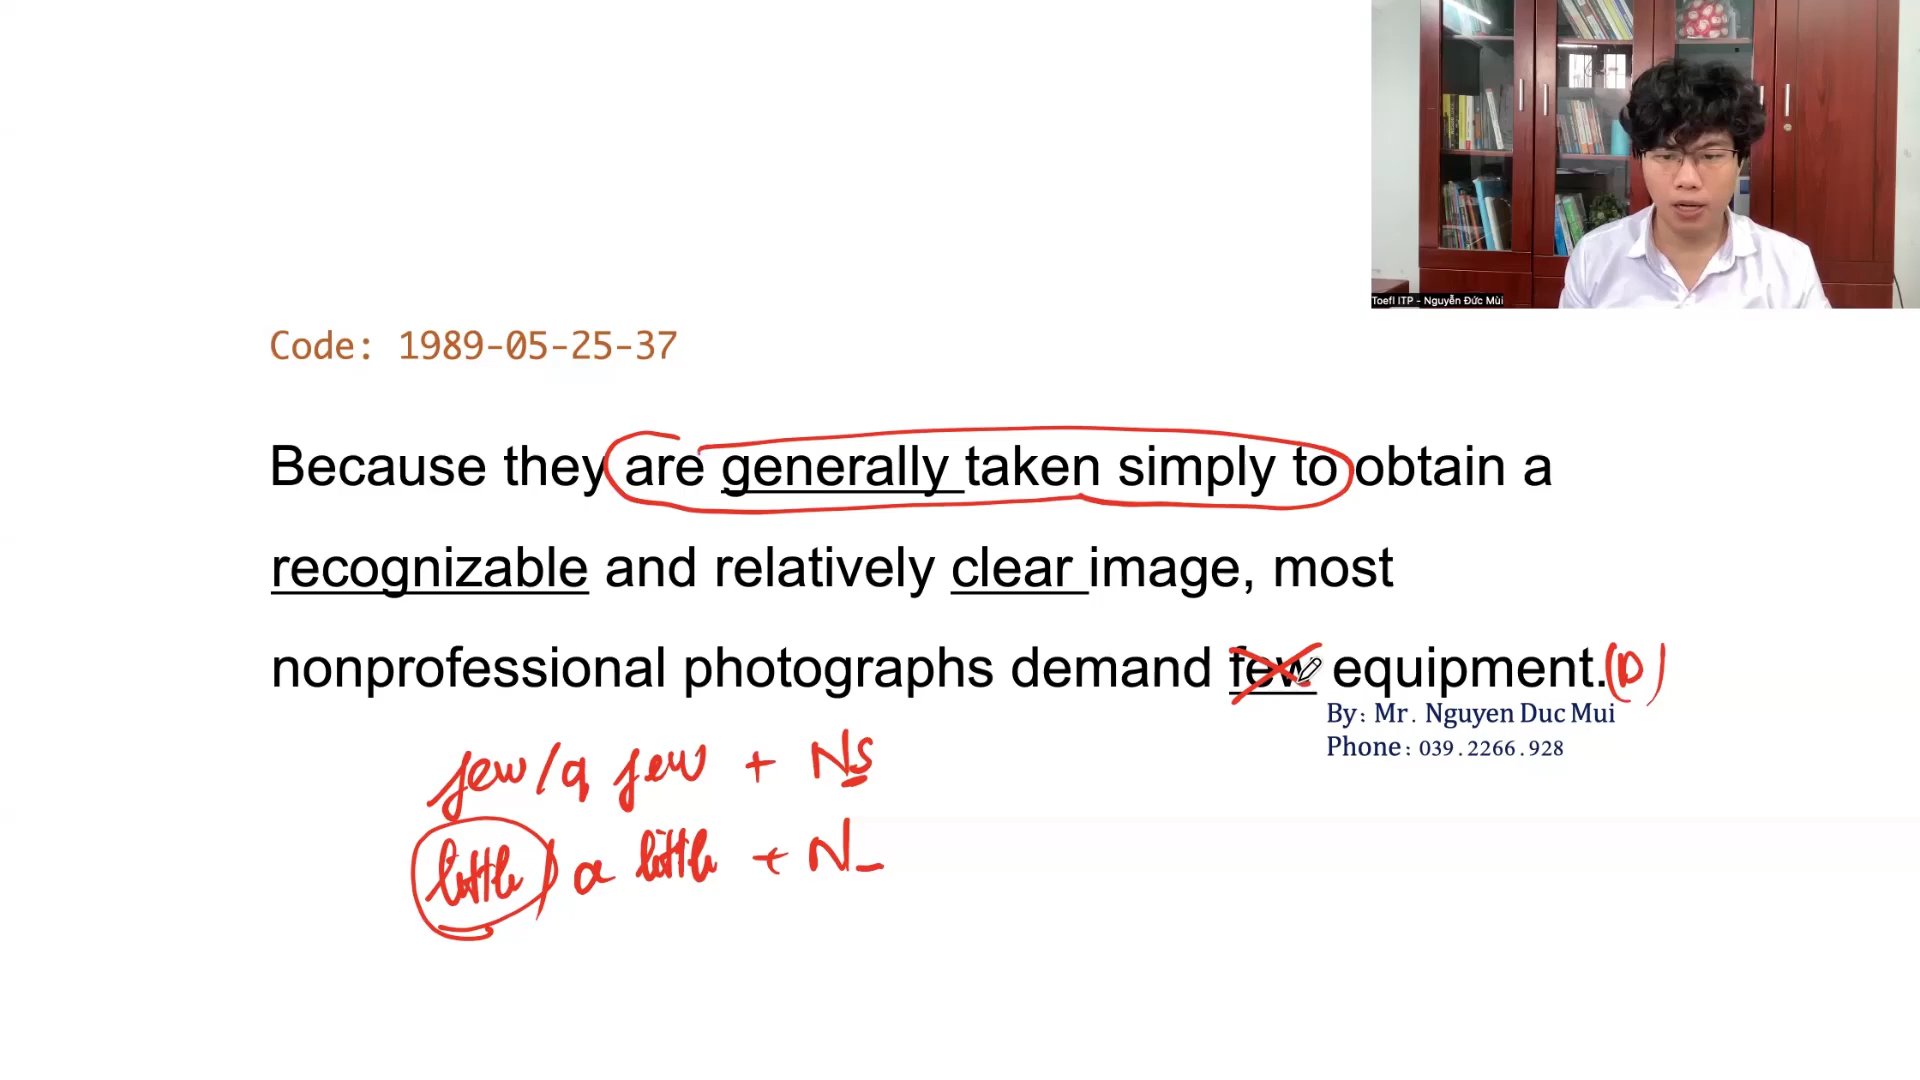 Toefl ITP - Nguyễn Đức Mùi
Code: 1989-05-25-37
Because they are generally taken simply to obtain a
recognizable and relatively clear image, most
nonprofessional photographs demand few equipment. (D)
By: Mr. Nguyen Duc Mui
Phone: 039.2266.928
few/a few + Ns
little/ a little + N_